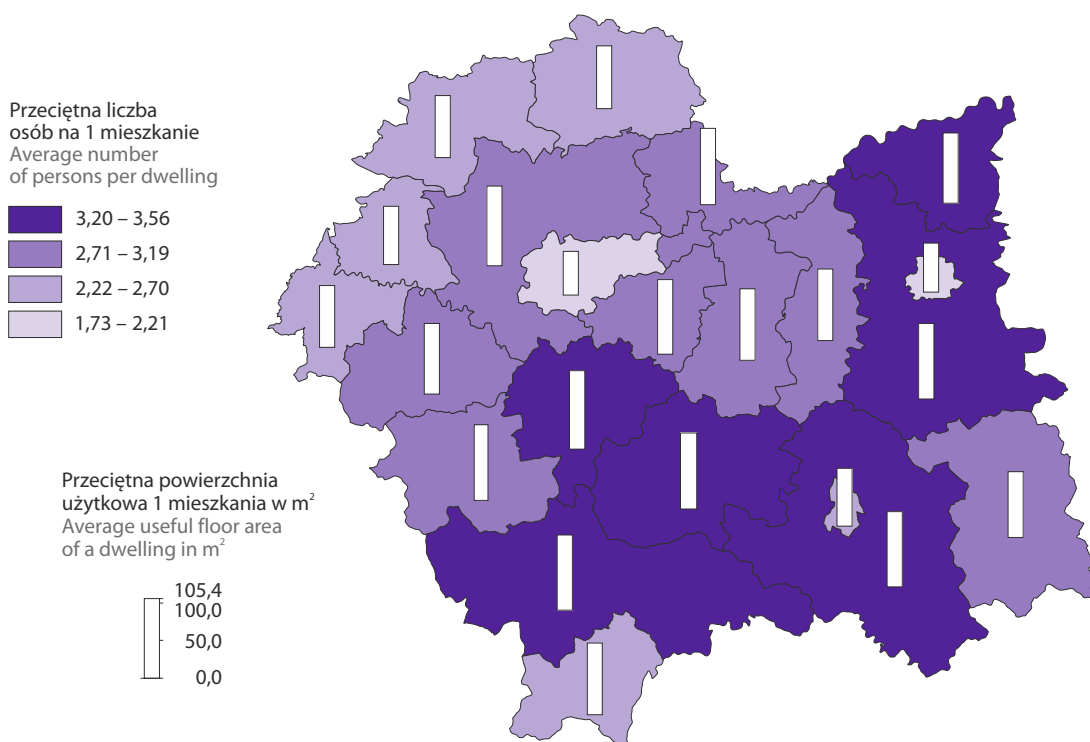 Przeciętna liczba
osób na 1 mieszkanie
Average number
of persons per dwelling
3,20 – 3,56
2,71 – 3,19
2,22 – 2,70
1,73 – 2,21
Przeciętna powierzchnia
użytkowa 1 mieszkania w m²
Average useful floor area
of a dwelling in m²
105,4
100,0
50,0
0,0